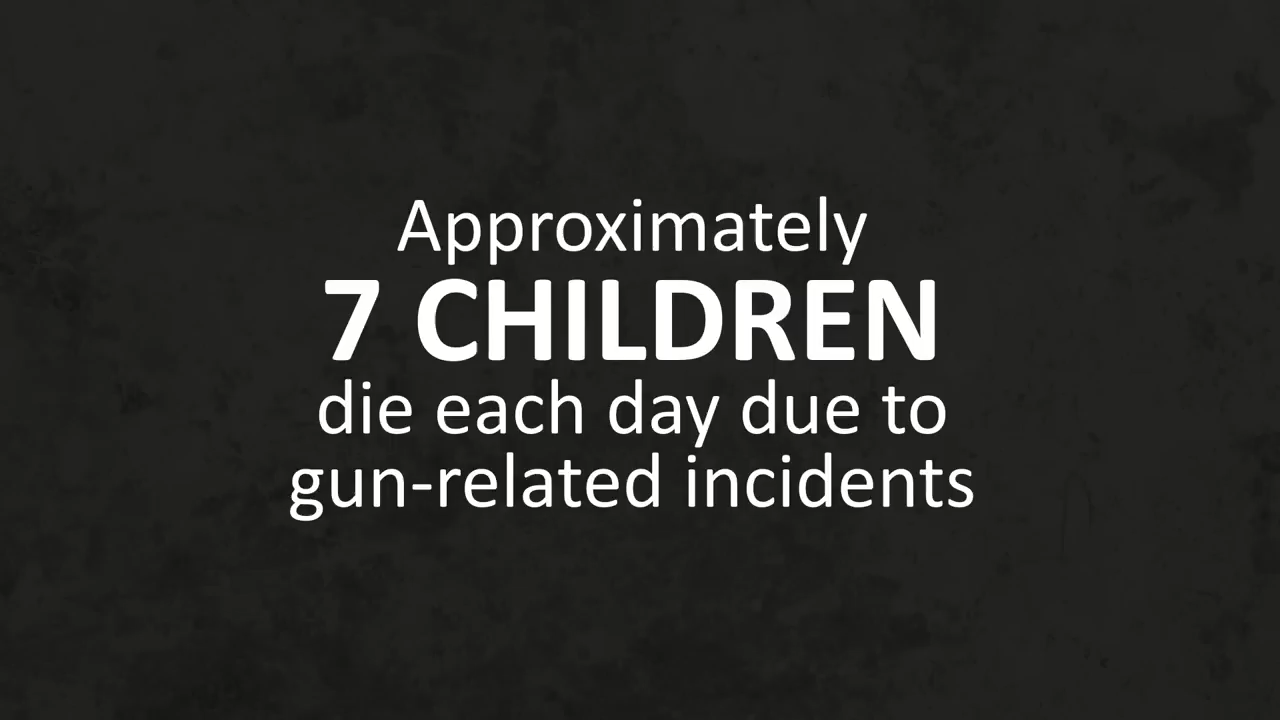 Approximately
7 CHILDREN
die each day due to
gun-related incidents